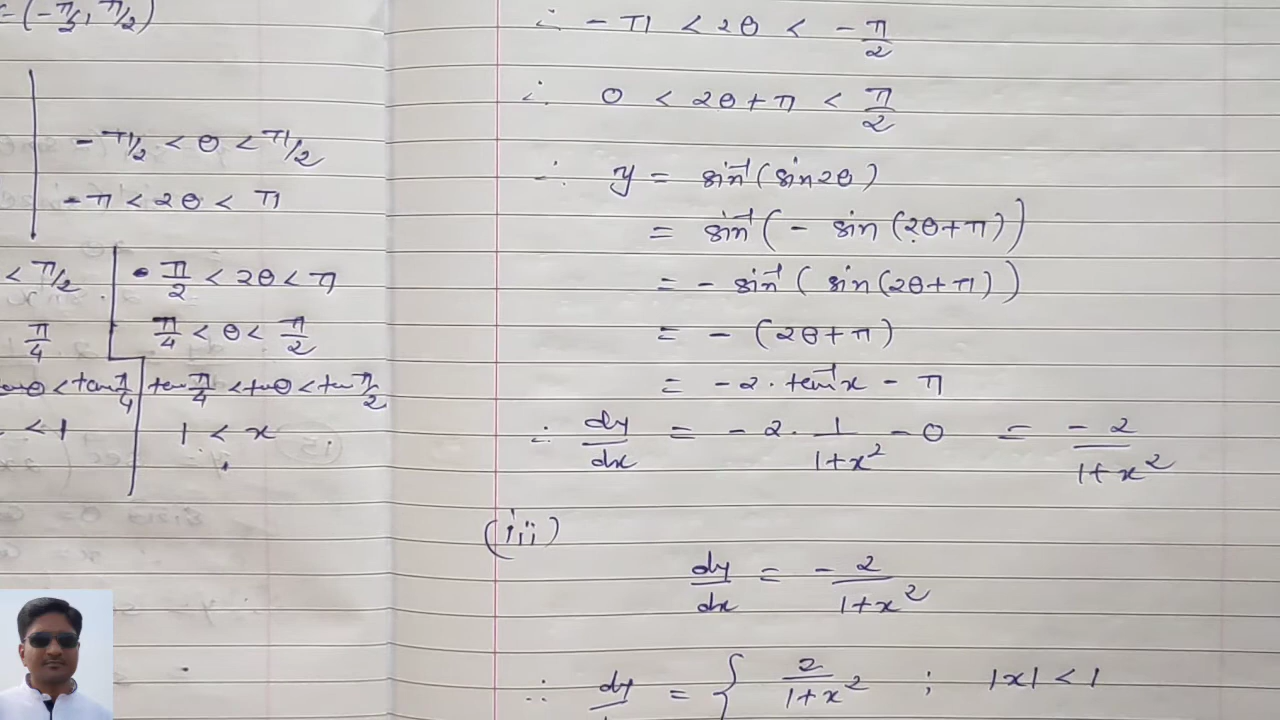 (-π/2, π/2)
-π/2 < θ < π/2
-π < 2θ < π
< π/2 | π/2 < 2θ < π
π/4 | π/4 < θ < π/2
θ < tan π/4 | tan π/4 < tanθ < tan π/2
< 1 | 1 < x
∴ -π < 2θ < -π/2
∴ 0 < 2θ+π < π/2
∴ y = sin⁻¹(sin2θ)
= sin⁻¹(- sin (2θ+π))
= - sin⁻¹( sin(2θ+π))
= - (2θ+π)
= -2 · tan⁻¹x - π
∴ dy/dx = -2 · 1/(1+x²) - 0 = -2/(1+x²)
(iii)
dy/dx = - 2/(1+x²)
∴ dy = { 2/(1+x²) ; |x| < 1